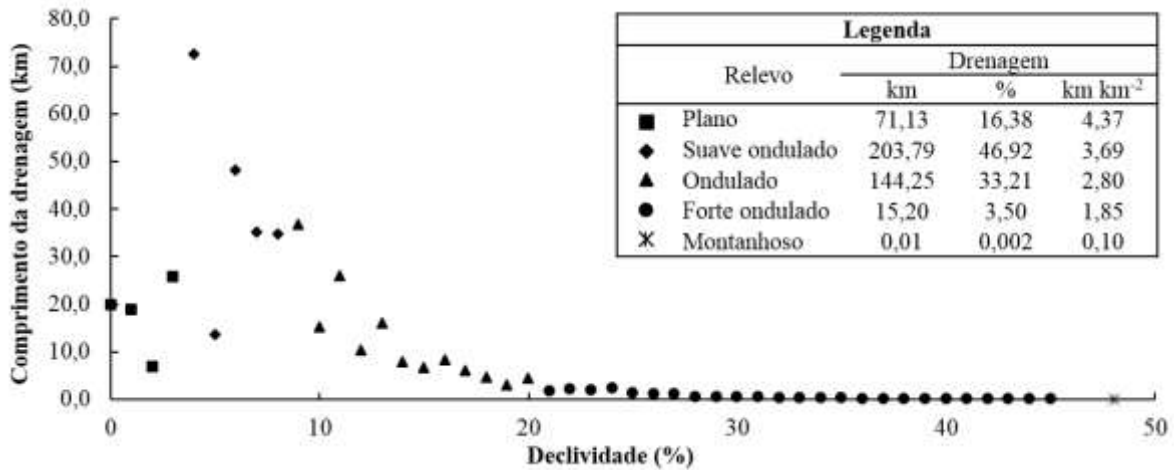 Comprimento da drenagem (km)
80,0
70,0
60,0
50,0
40,0
30,0
20,0
10,0
0,0
0 10 20 30 40 50
Declividade (%)
Legenda
Relevo Drenagem
km % km km-2
Plano 71,13 16,38 4,37
Suave ondulado 203,79 46,92 3,69
Ondulado 144,25 33,21 2,80
Forte ondulado 15,20 3,50 1,85
Montanhoso 0,01 0,002 0,10